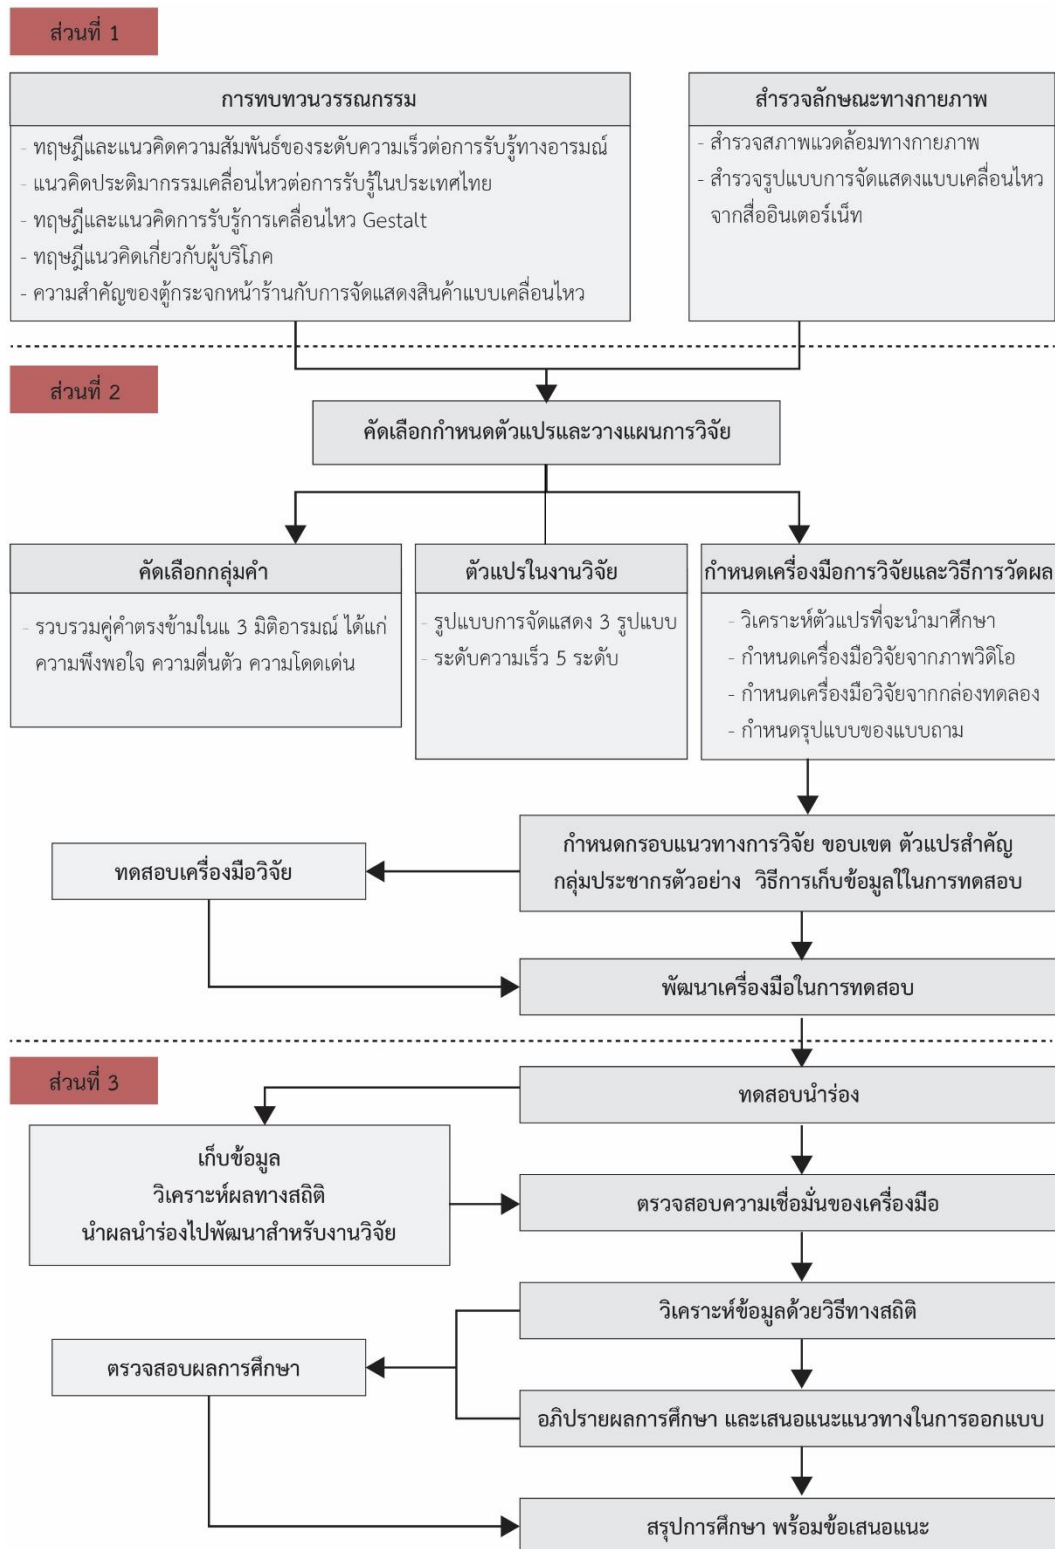 ส่วนที่ 1
การทบทวนวรรณกรรม
- ทฤษฎีและแนวคิดความสัมพันธ์ของระดับความเร็วต่อการรับรู้ทางอารมณ์
- แนวคิดประติมากรรมเคลื่อนไหวต่อการรับรู้ในประเทศไทย
- ทฤษฎีและแนวคิดการรับรู้การเคลื่อนไหว Gestalt
- ทฤษฎีแนวคิดเกี่ยวกับผู้บริโภค
- ความสำคัญของตู้กระจกหน้าร้านกับการจัดแสดงสินค้าแบบเคลื่อนไหว
สำรวจลักษณะทางกายภาพ
- สำรวจสภาพแวดล้อมทางกายภาพ
- สำรวจรูปแบบการจัดแสดงแบบเคลื่อนไหว
จากสื่ออินเตอร์เน็ท
ส่วนที่ 2
คัดเลือกกำหนดตัวแปรและวางแผนการวิจัย
คัดเลือกกลุ่มคำ
- รวบรวมคู่คำตรงข้ามในแ 3 มิติอารมณ์ ได้แก่
ความพึงพอใจ ความตื่นตัว ความโดดเด่น
ตัวแปรในงานวิจัย
- รูปแบบการจัดแสดง 3 รูปแบบ
- ระดับความเร็ว 5 ระดับ
กำหนดเครื่องมือการวิจัยและวิธีการวัดผล
- วิเคราะห์ตัวแปรที่จะนำมาศึกษา
- กำหนดเครื่องมือวิจัยจากภาพวิดิโอ
- กำหนดเครื่องมือวิจัยจากกล่องทดลอง
- กำหนดรุปแบบของแบบถาม
กำหนดกรอบแนวทางการวิจัย ขอบเขต ตัวแปรสำคัญ
กลุ่มประชากรตัวอย่าง วิธีการเก็บข้อมูลใในการทดสอบ
ทดสอบเครื่องมือวิจัย
พัฒนาเครื่องมือในการทดสอบ
ส่วนที่ 3
ทดสอบนำร่อง
เก็บข้อมูล
วิเคราะห์ผลทางสถิติ
นำผลนำร่องไปพัฒนาสำหรับงานวิจัย
ตรวจสอบความเชื่อมั่นของเครื่องมือ
วิเคราะห์ข้อมูลด้วยวิธีทางสถิติ
ตรวจสอบผลการศึกษา
อภิปรายผลการศึกษา และเสนอแนะแนวทางในการออกแบบ
สรุปการศึกษา พร้อมข้อเสนอแนะ